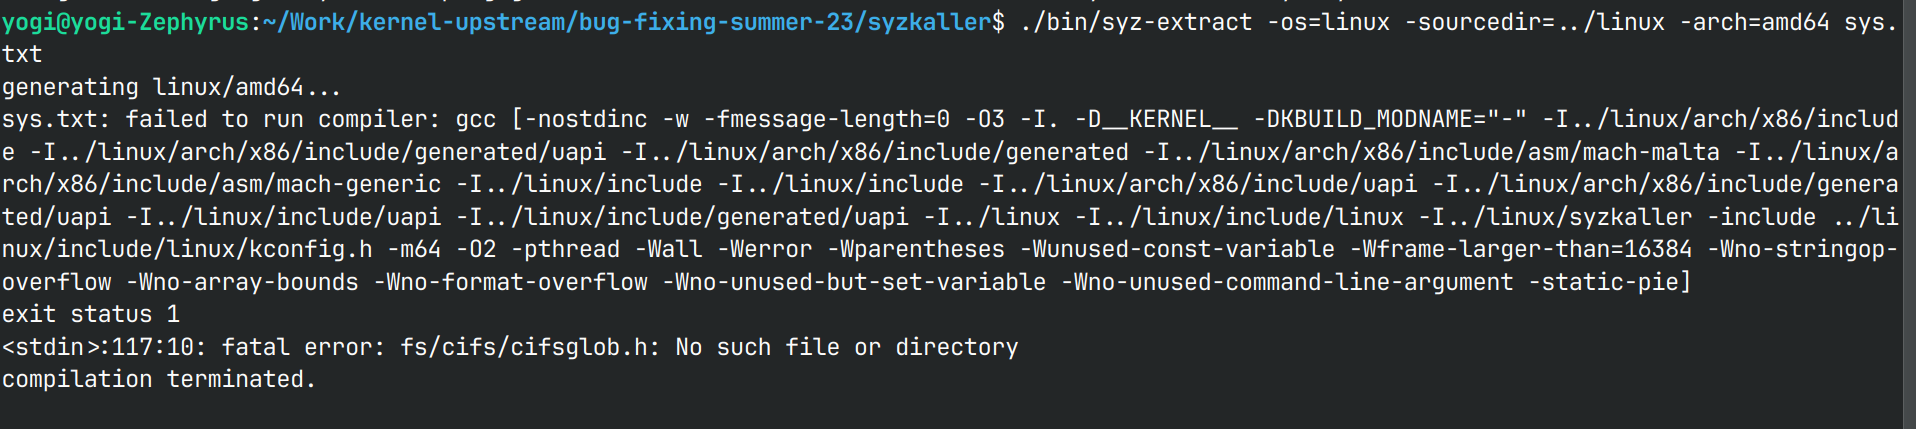 yogi@yogi-Zephyrus:~/Work/kernel-upstream/bug-fixing-summer-23/syzkaller$ ./bin/syz-extract -os=linux -sourcedir=../linux -arch=amd64 sys.
txt
generating linux/amd64...
sys.txt: failed to run compiler: gcc [-nostdinc -w -fmessage-length=0 -O3 -I. -D__KERNEL__ -DKBUILD_MODNAME="-" -I../linux/arch/x86/includ
e -I../linux/arch/x86/include/generated/uapi -I../linux/arch/x86/include/generated -I../linux/arch/x86/include/asm/mach-malta -I../linux/a
rch/x86/include/asm/mach-generic -I../linux/include -I../linux/include -I../linux/arch/x86/include/uapi -I../linux/arch/x86/include/genera
ted/uapi -I../linux/include/uapi -I../linux/include/generated/uapi -I../linux -I../linux/include/linux -I../linux/syzkaller -include ../li
nux/include/linux/kconfig.h -m64 -O2 -pthread -Wall -Werror -Wparentheses -Wunused-const-variable -Wframe-larger-than=16384 -Wno-stringop-
overflow -Wno-array-bounds -Wno-format-overflow -Wno-unused-but-set-variable -Wno-unused-command-line-argument -static-pie]
exit status 1
<stdin>:117:10: fatal error: fs/cifs/cifsglob.h: No such file or directory
compilation terminated.